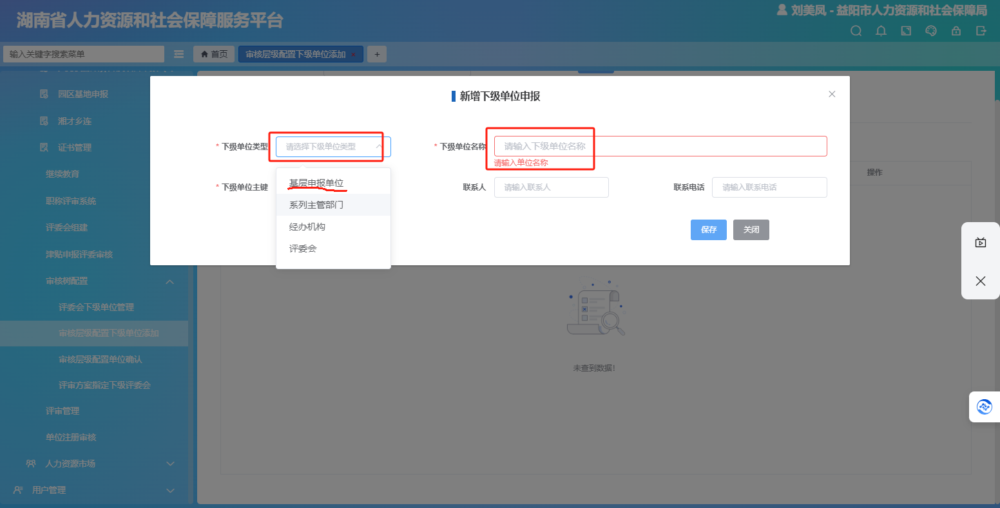 湖南省人力资源和社会保障服务平台
刘美凤 - 益阳市人力资源和社会保障局
输入关键字搜索菜单
首页
审核层级配置下级单位添加 ×
+
园区基地申报
湘才乡连
证书管理
继续教育
职称评审系统
评委会组建
津贴申报评委审核
审核树配置
评委会下级单位管理
审核层级配置下级单位添加
审核层级配置单位确认
评审方案指定下级评委会
评审管理
单位注册审核
人力资源市场
用户管理
新增下级单位申报
* 下级单位类型
请选择下级单位类型
* 下级单位名称
请输入下级单位名称
请输入单位名称
* 下级单位主键
基层申报单位
系列主管部门
经办机构
评委会
联系人
请输入联系人
联系电话
请输入联系电话
保存
关闭
操作
未查到数据!